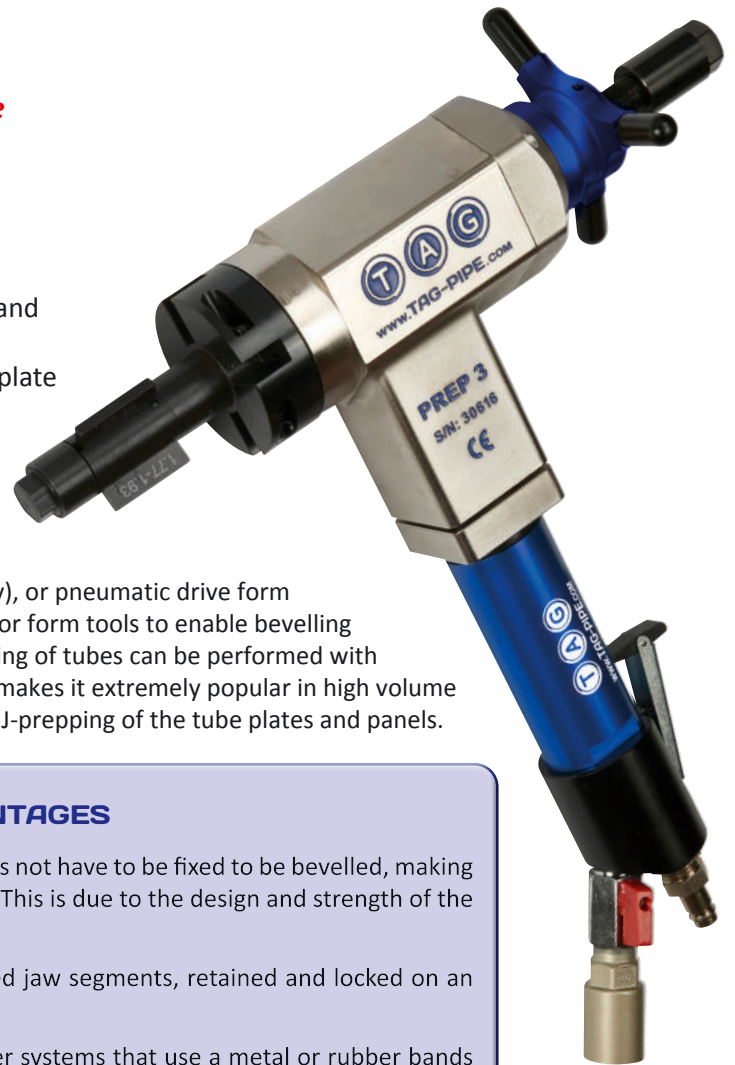 e
and
plate
TAG
www.TAG-PIPE.com
PREP 3
S/N: 30616
CE
1.77-1.93
y), or pneumatic drive form
or form tools to enable bevelling
ing of tubes can be performed with
makes it extremely popular in high volume
J-prepping of the tube plates and panels.
TAG
www.TAG-PIPE.COM
NTAGES
s not have to be fixed to be bevelled, making
This is due to the design and strength of the
ed jaw segments, retained and locked on an
er systems that use a metal or rubber bands